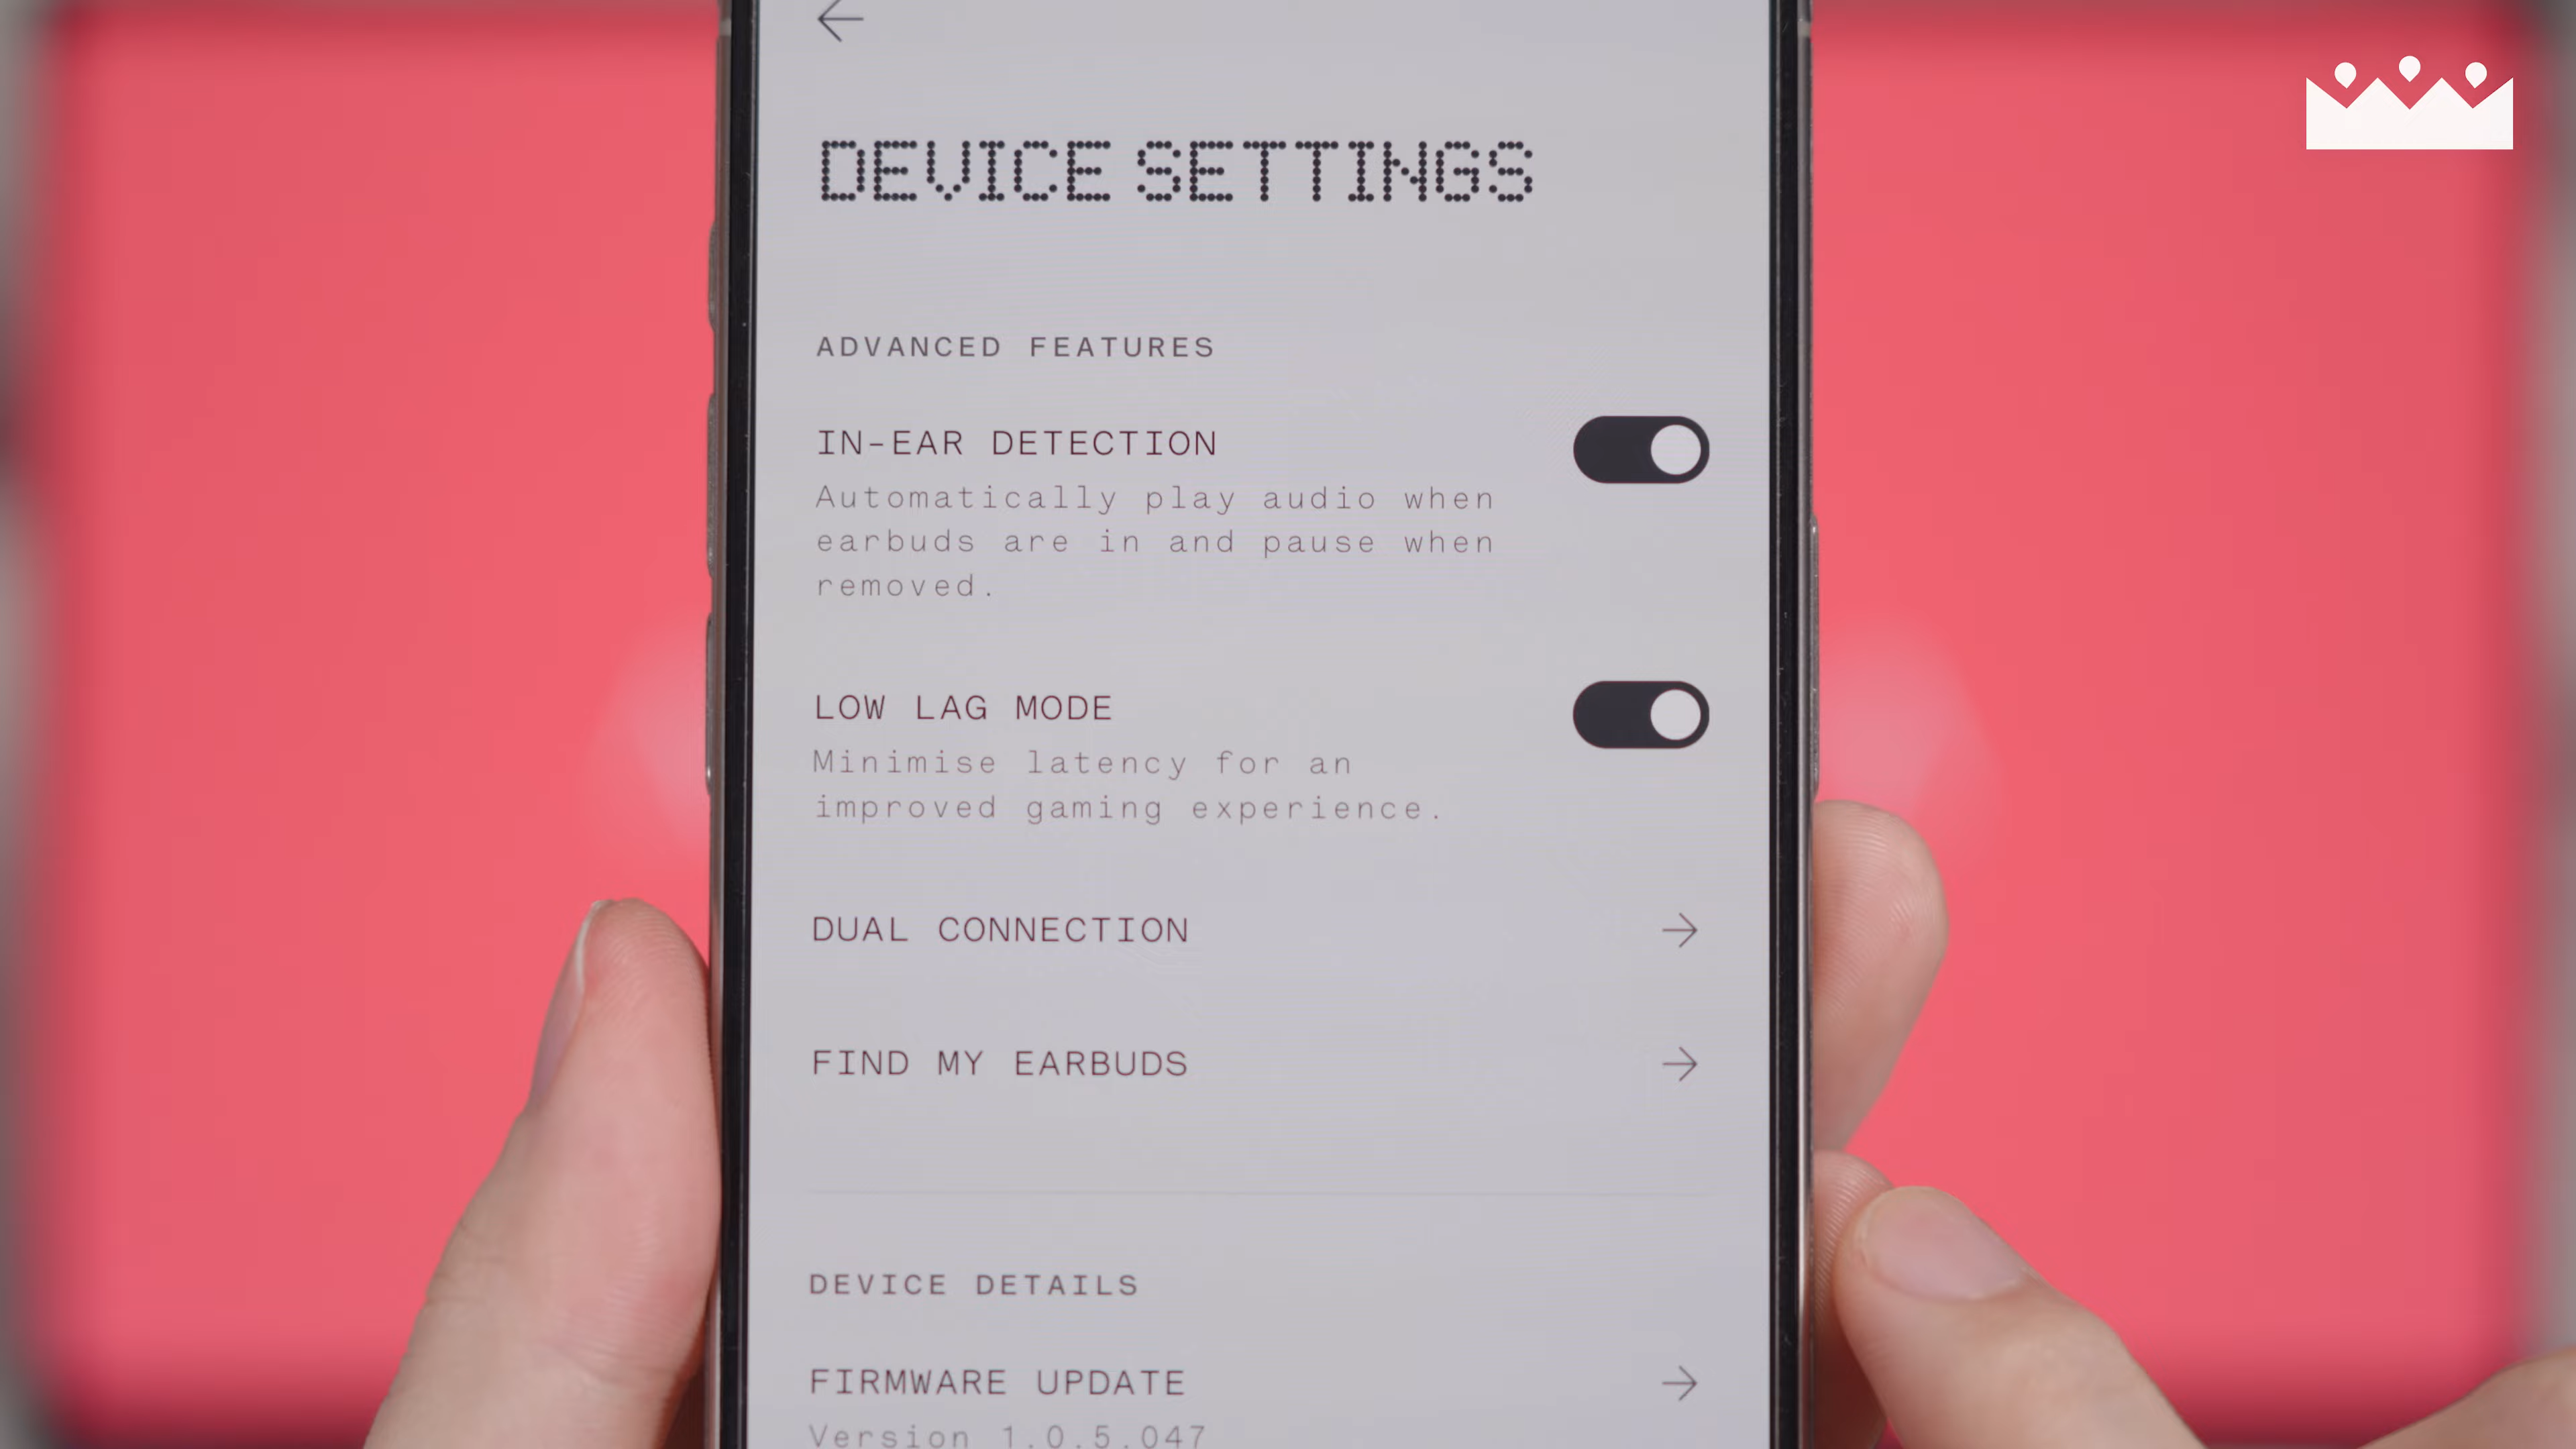 DEVICE SETTINGS
ADVANCED FEATURES
IN-EAR DETECTION
Automatically play audio when
earbuds are in and pause when
removed.
LOW LAG MODE
Minimise latency for an
improved gaming experience.
DUAL CONNECTION
FIND MY EARBUDS
DEVICE DETAILS
FIRMWARE UPDATE
Version 1.0.5.047